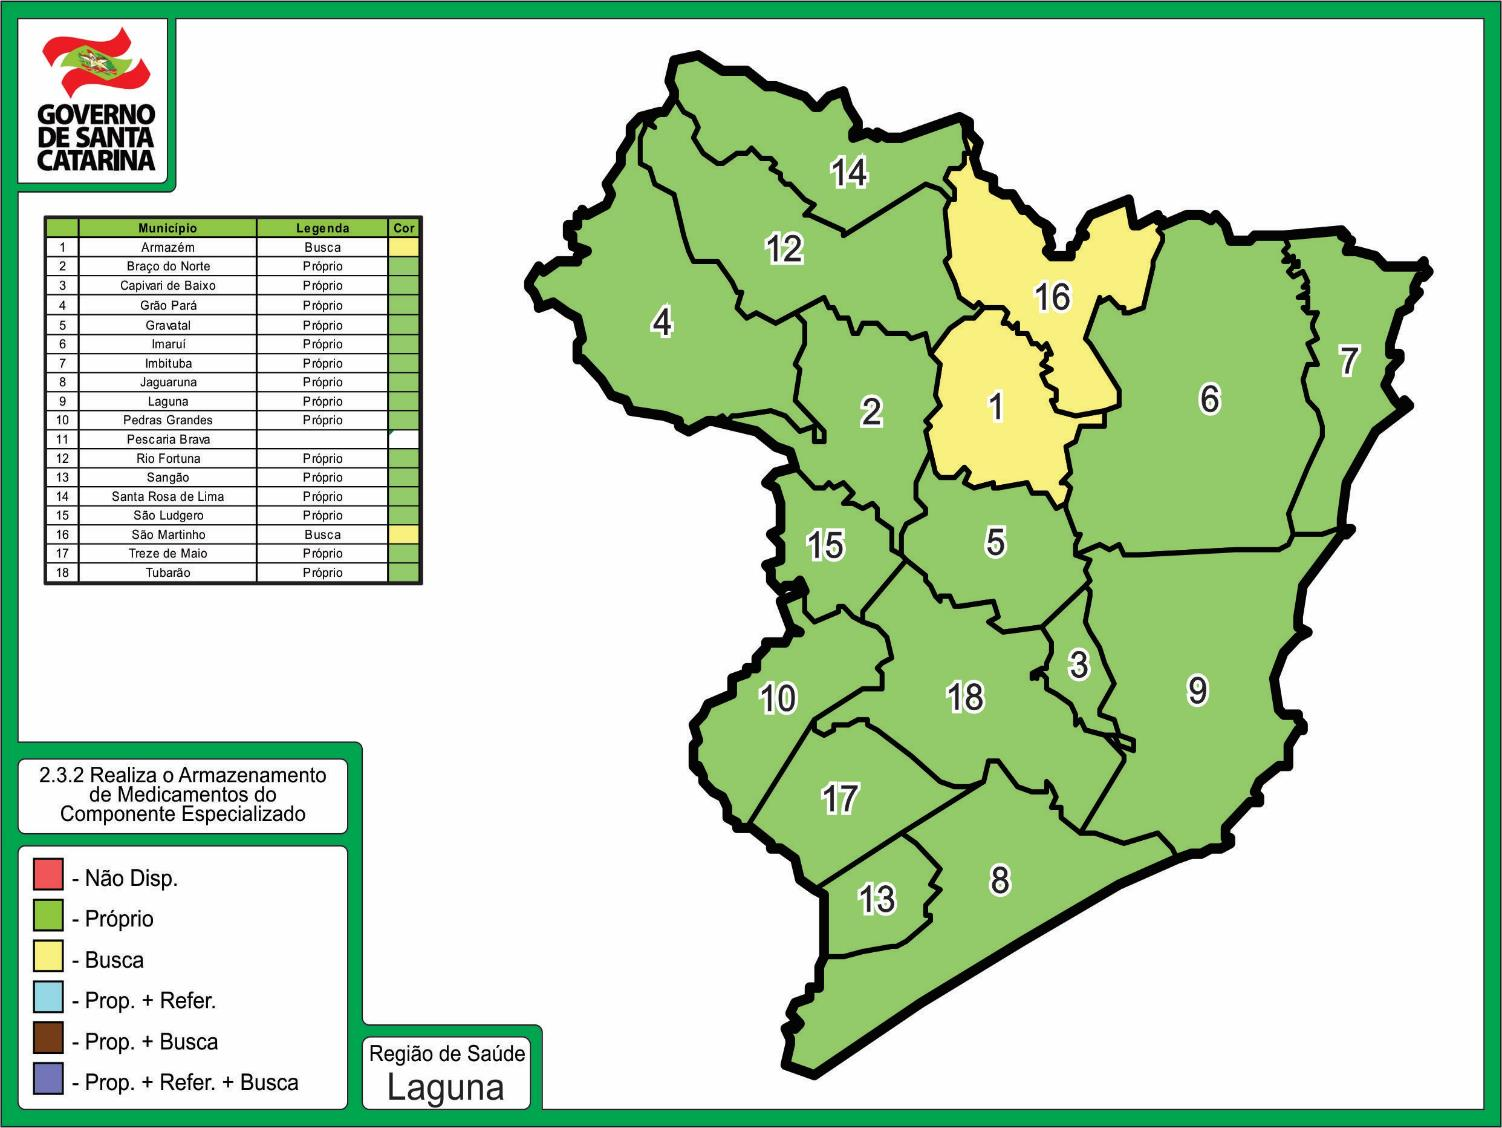 GOVERNO
DE SANTA
CATARINA
Município Legenda Cor
1 Armazém Busca
2 Braço do Norte Próprio
3 Capivari de Baixo Próprio
4 Grão Pará Próprio
5 Gravatal Próprio
6 Imaruí Próprio
7 Imbituba Próprio
8 Jaguaruna Próprio
9 Laguna Próprio
10 Pedras Grandes Próprio
11 Pescaria Brava
12 Rio Fortuna Próprio
13 Sangão Próprio
14 Santa Rosa de Lima Próprio
15 São Ludgero Próprio
16 São Martinho Busca
17 Treze de Maio Próprio
18 Tubarão Próprio
14
12
16
4
7
6
1
2
5
15
3
9
10
18
17
8
13
2.3.2 Realiza o Armazenamento
de Medicamentos do
Componente Especializado
- Não Disp.
- Próprio
- Busca
- Prop. + Refer.
- Prop. + Busca
- Prop. + Refer. + Busca
Região de Saúde
Laguna